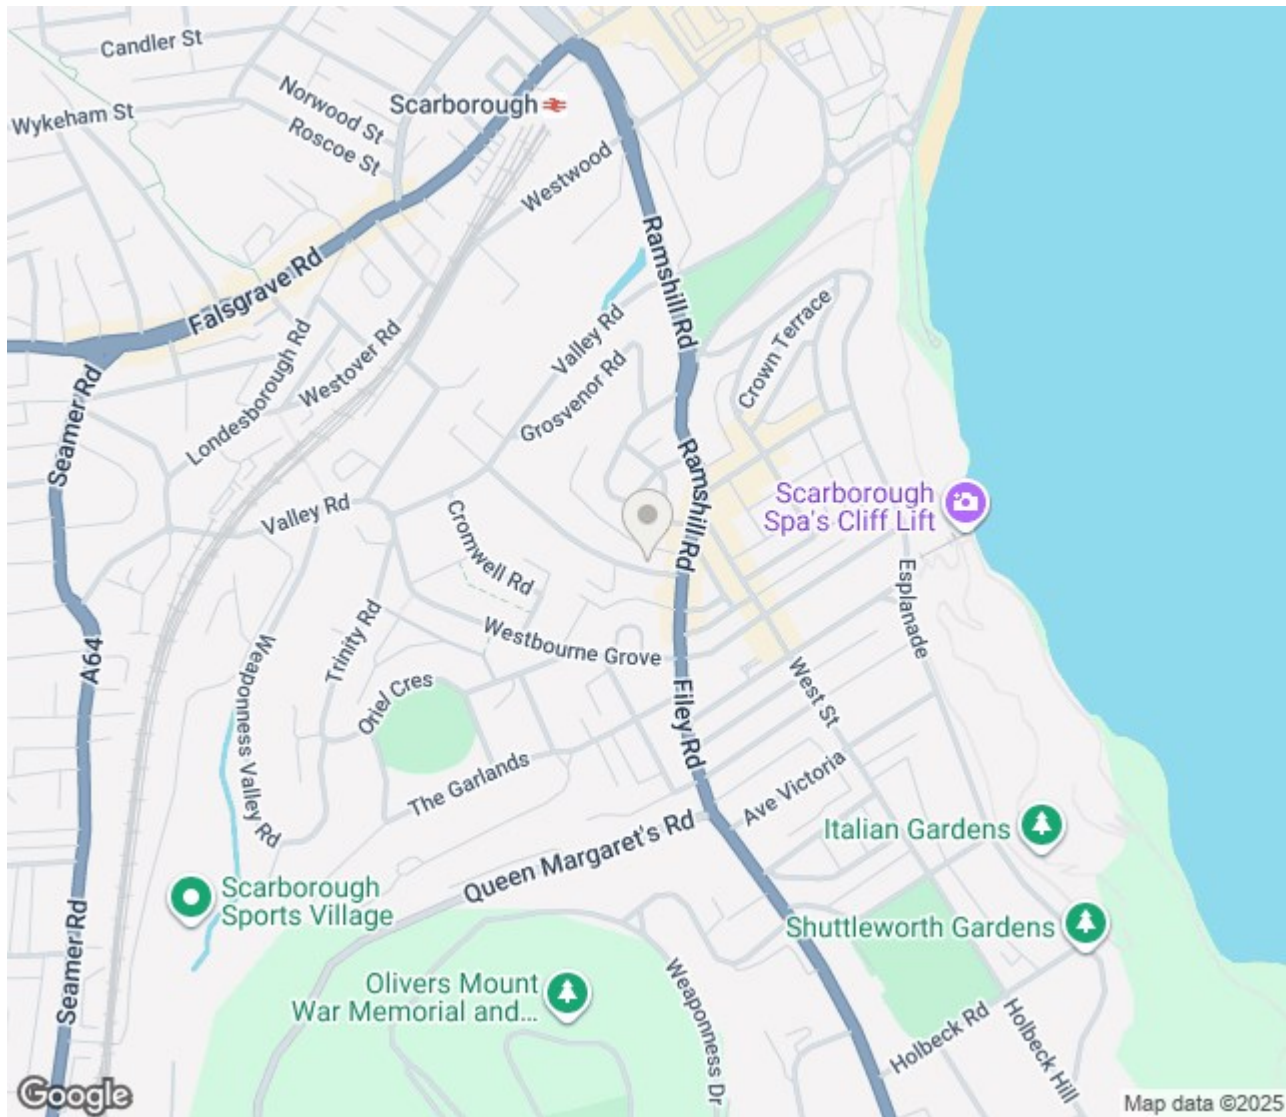 Candler St
Norwood St
Scarborough
Wykeham St
Roscoe St
Westwood
Ramshill Rd
Falsgrave Rd
Valley Rd
Crown Terrace
Westover Rd
Londesborough Rd
Grosvenor Rd
Seamer Rd
Ramshill Rd
Scarborough
Spa's Cliff Lift
Valley Rd
Cromwell Rd
Esplanade
Trinity Rd
Westbourne Grove
A64
Weaponness Valley Rd
Oriel Cres
West St
Filey Rd
The Garlands
Ave Victoria
Italian Gardens
Queen Margaret's Rd
Scarborough
Sports Village
Shuttleworth Gardens
Seamer Rd
Olivers Mount
War Memorial and...
Weaponness Dr
Holbeck Rd
Holbeck Hill
Google
Map data ©2025